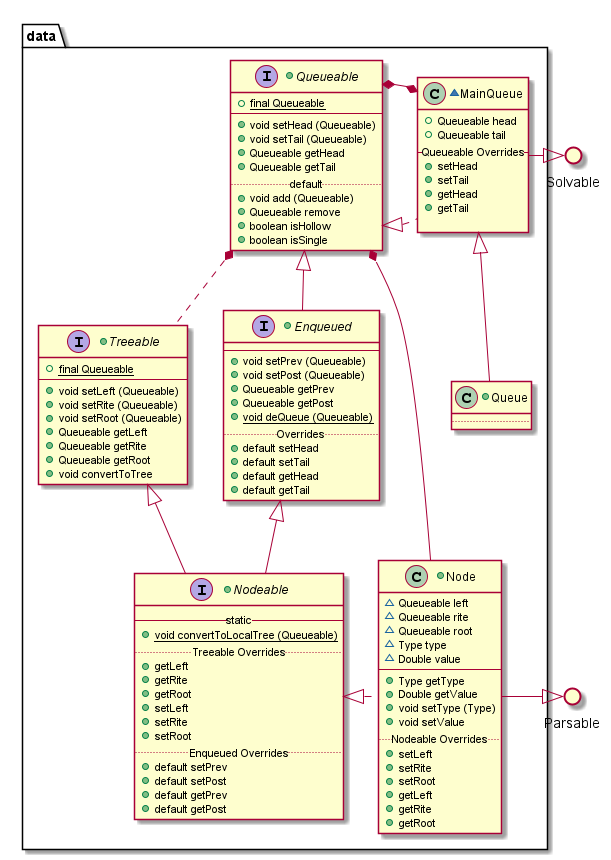 data
I Queueable
final Queueable
void setHead (Queueable)
void setTail (Queueable)
Queueable getHead
Queueable getTail
default
void add (Queueable)
Queueable remove
boolean isHollow
boolean isSingle
C MainQueue
Queueable head
Queueable tail
Queueable Overrides
setHead
setTail
getHead
getTail
Solvable
I Treeable
final Queueable
void setLeft (Queueable)
void setRite (Queueable)
void setRoot (Queueable)
Queueable getLeft
Queueable getRite
Queueable getRoot
void convertToTree
I Enqueued
void setPrev (Queueable)
void setPost (Queueable)
Queueable getPrev
Queueable getPost
void deQueue (Queueable)
Overrides
default setHead
default setTail
default getHead
default getTail
C Queue
I Nodeable
static
void convertToLocalTree (Queueable)
Treeable Overrides
getLeft
getRite
getRoot
setLeft
setRite
setRoot
Enqueued Overrides
default setPrev
default setPost
default getPrev
default getPost
C Node
Queueable left
Queueable rite
Queueable root
Type type
Double value
Type getType
Double getValue
void setType (Type)
void setValue
Nodeable Overrides
setLeft
setRite
setRoot
getLeft
getRite
getRoot
Parsable